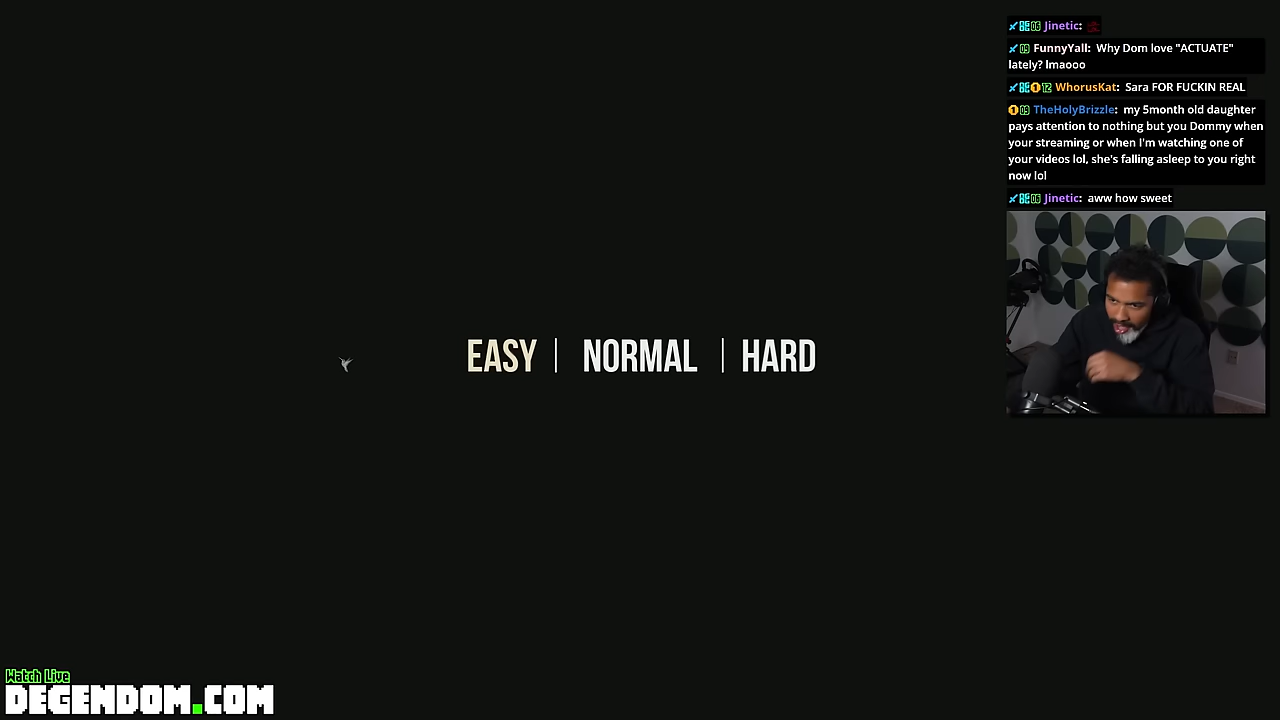 Jinetic:
FunnyYall: Why Dom love "ACTUATE"
lately? lmaooo
WhorusKat: Sara FOR FUCKIN REAL
TheHolyBrizzle: my 5month old daughter
pays attention to nothing but you Dommy when
your streaming or when I'm watching one of
your videos lol, she's falling asleep to you right
now lol
Jinetic: aww how sweet
EASY | NORMAL | HARD
Watch Live
DEGENDOM.COM